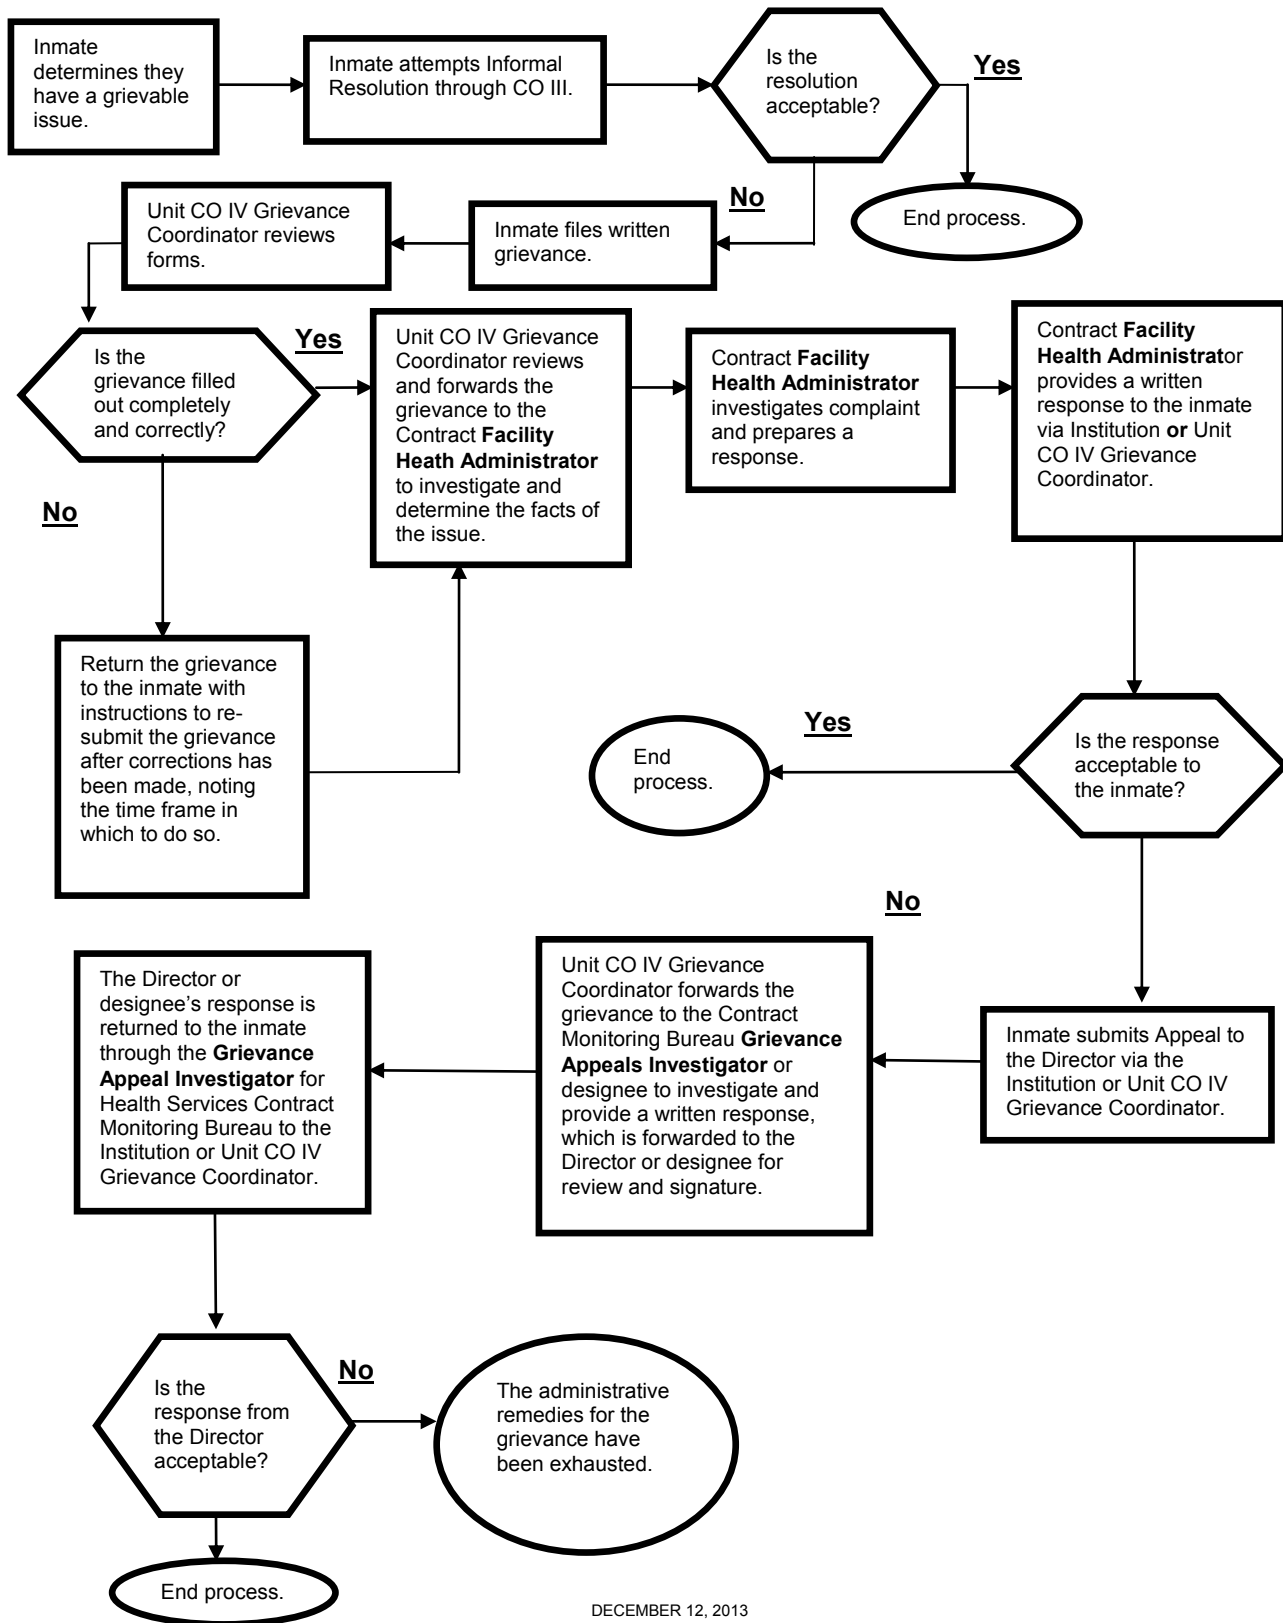 Inmate
determines they
have a grievable
issue.
Inmate attempts Informal
Resolution through CO III.
Is the
resolution
acceptable?
Yes
End process.
No
Inmate files written
grievance.
Unit CO IV Grievance
Coordinator reviews
forms.
Is the
grievance filled
out completely
and correctly?
Yes
Unit CO IV Grievance
Coordinator reviews
and forwards the
grievance to the
Contract Facility
Heath Administrator
to investigate and
determine the facts of
the issue.
Contract Facility
Health Administrator
investigates complaint
and prepares a
response.
Contract Facility
Health Administrator
provides a written
response to the inmate
via Institution or Unit
CO IV Grievance
Coordinator.
No
Return the grievance
to the inmate with
instructions to re-
submit the grievance
after corrections has
been made, noting
the time frame in
which to do so.
Is the response
acceptable to
the inmate?
Yes
End
process.
No
Inmate submits Appeal to
the Director via the
Institution or Unit CO IV
Grievance Coordinator.
Unit CO IV Grievance
Coordinator forwards the
grievance to the Contract
Monitoring Bureau Grievance
Appeals Investigator or
designee to investigate and
provide a written response,
which is forwarded to the
Director or designee for
review and signature.
The Director or
designee’s response is
returned to the inmate
through the Grievance
Appeal Investigator for
Health Services Contract
Monitoring Bureau to the
Institution or Unit CO IV
Grievance Coordinator.
Is the
response from
the Director
acceptable?
No
The administrative
remedies for the
grievance have
been exhausted.
End process.
DECEMBER 12, 2013